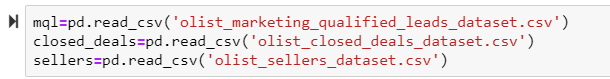 mql=pd.read_csv('olist_marketing_qualified_leads_dataset.csv')
closed_deals=pd.read_csv('olist_closed_deals_dataset.csv')
sellers=pd.read_csv('olist_sellers_dataset.csv')